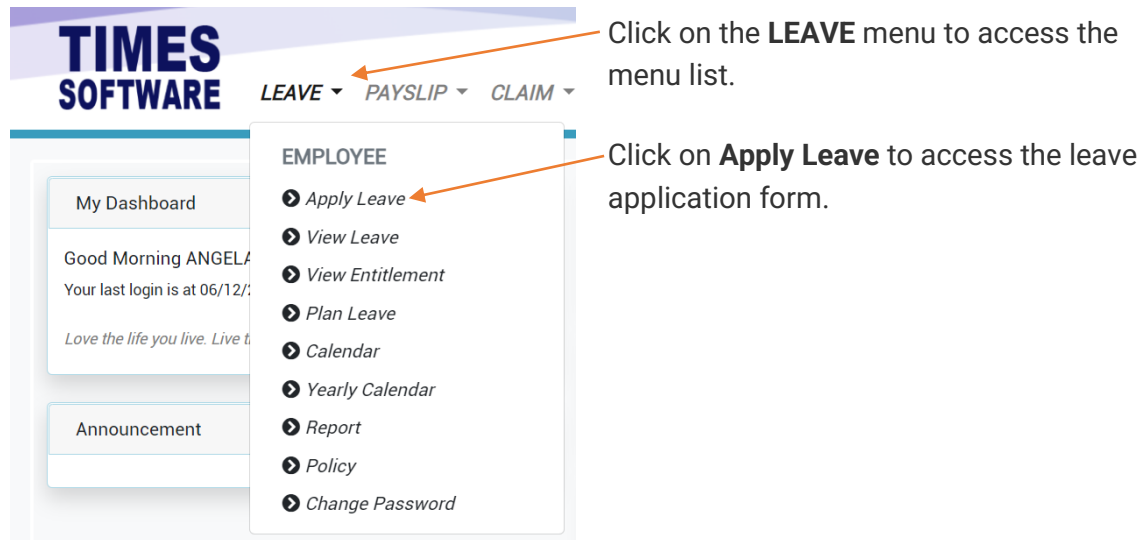 TIMES
SOFTWARE
LEAVE PAYSLIP CLAIM
Click on the LEAVE menu to access the
menu list.
EMPLOYEE
Apply Leave
View Leave
View Entitlement
Plan Leave
Calendar
Yearly Calendar
Report
Policy
Change Password
Click on Apply Leave to access the leave
application form.
My Dashboard
Good Morning ANGELA
Your last login is at 06/12/
Love the life you live. Live
Announcement